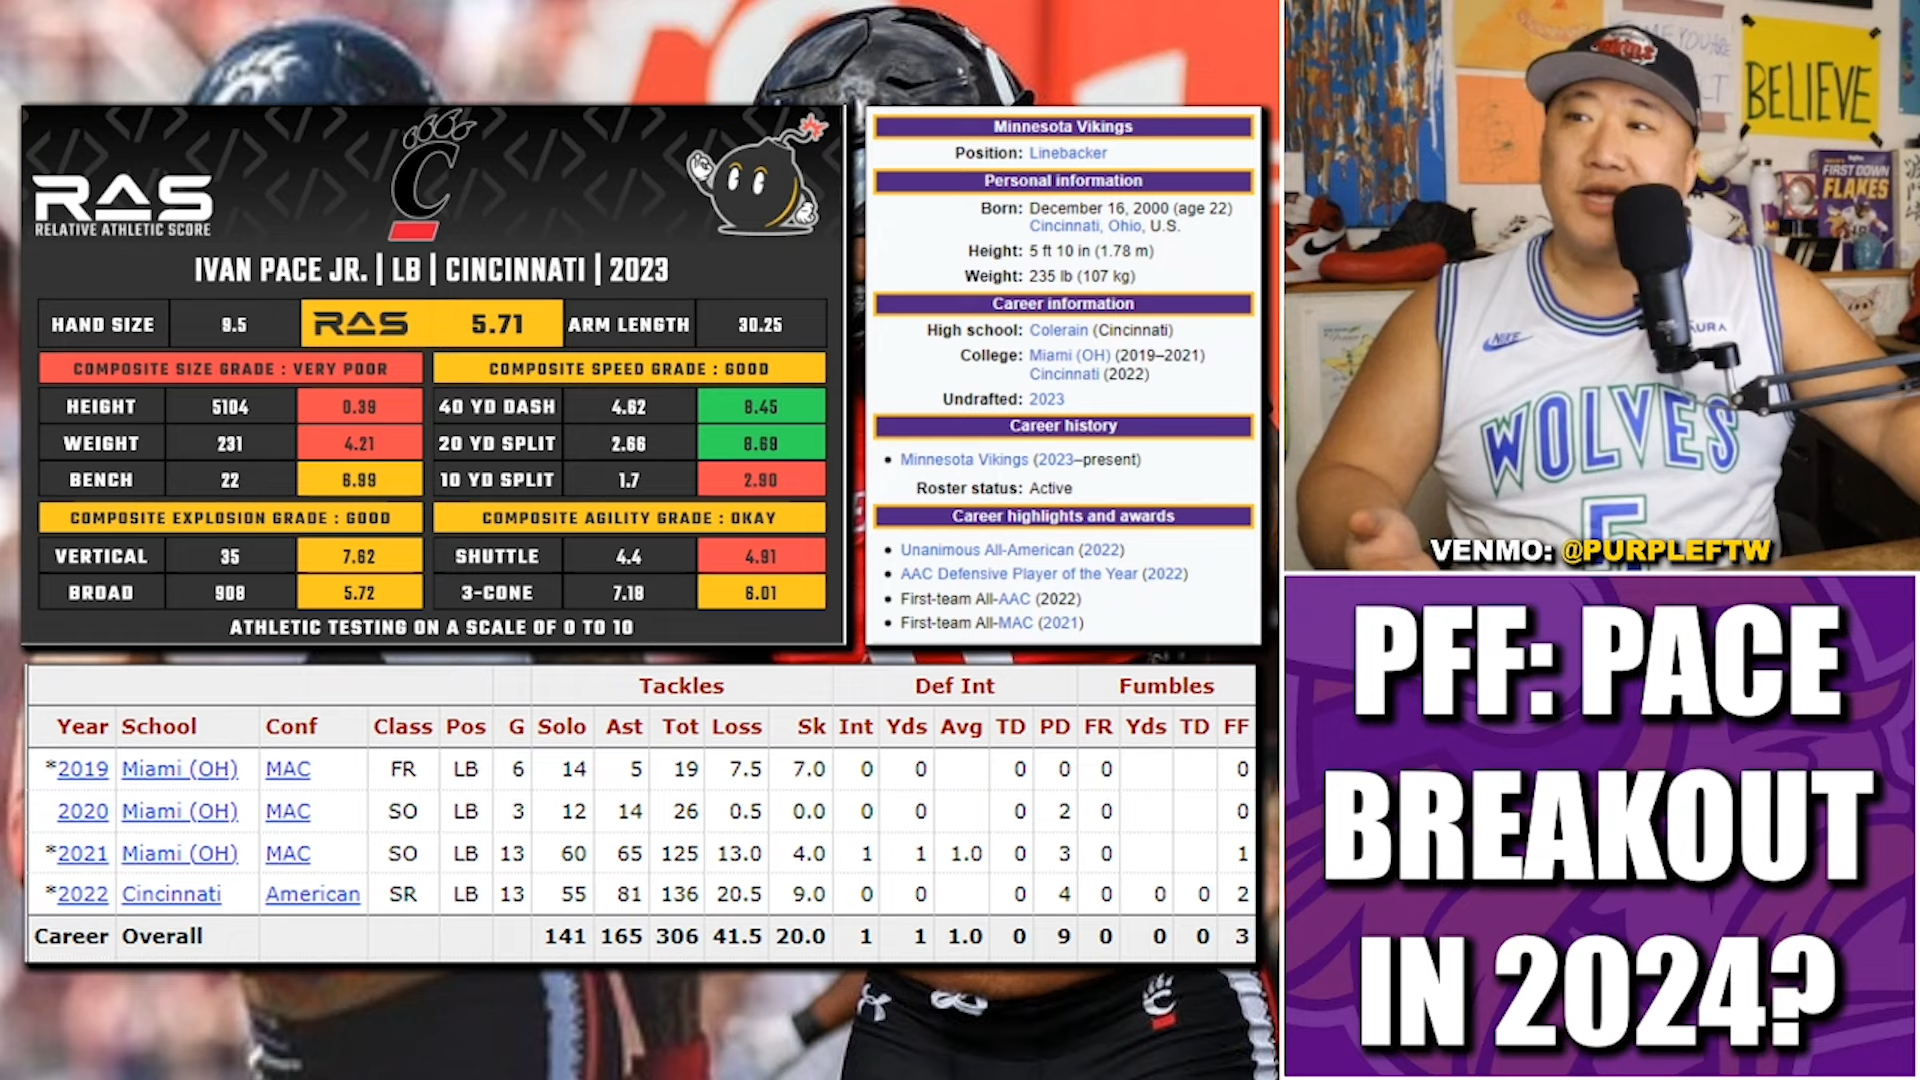 RAS
RELATIVE ATHLETIC SCORE
IVAN PACE JR. | LB | CINCINNATI | 2023
HAND SIZE 9.5 RAS 5.71 ARM LENGTH 30.25
COMPOSITE SIZE GRADE : VERY POOR COMPOSITE SPEED GRADE : GOOD
HEIGHT 5104 0.39 40 YD DASH 4.62 8.45
WEIGHT 231 4.21 20 YD SPLIT 2.66 8.69
BENCH 22 6.99 10 YD SPLIT 1.7 2.90
COMPOSITE EXPLOSION GRADE : GOOD COMPOSITE AGILITY GRADE : OKAY
VERTICAL 35 7.62 SHUTTLE 4.4 4.91
BROAD 908 5.72 3-CONE 7.18 6.01
ATHLETIC TESTING ON A SCALE OF 0 TO 10
Minnesota Vikings
Position: Linebacker
Personal information
Born: December 16, 2000 (age 22)
Cincinnati, Ohio, U.S.
Height: 5 ft 10 in (1.78 m)
Weight: 235 lb (107 kg)
Career information
High school: Colerain (Cincinnati)
College: Miami (OH) (2019–2021)
Cincinnati (2022)
Undrafted: 2023
Career history
• Minnesota Vikings (2023–present)
Roster status: Active
Career highlights and awards
• Unanimous All-American (2022)
• AAC Defensive Player of the Year (2022)
• First-team All-AAC (2022)
• First-team All-MAC (2021)
Tackles Def Int Fumbles
Year School Conf Class Pos G Solo Ast Tot Loss Sk Int Yds Avg TD PD FR Yds TD FF
*2019 Miami (OH) MAC FR LB 6 14 5 19 7.5 7.0 0 0 0 0 0 0
2020 Miami (OH) MAC SO LB 3 12 14 26 0.5 0.0 0 0 0 2 0 0
*2021 Miami (OH) MAC SO LB 13 60 65 125 13.0 4.0 1 1 1.0 0 3 0 1
*2022 Cincinnati American SR LB 13 55 81 136 20.5 9.0 0 0 0 4 0 0 0 2
Career Overall 141 165 306 41.5 20.0 1 1 1.0 0 9 0 0 0 3
BELIEVE
FIRST DOWN
FLAKES
NIKE
AURA
WOLVES
5
VENMO: @PURPLEFTW
PFF: PACE
BREAKOUT
IN 2024?